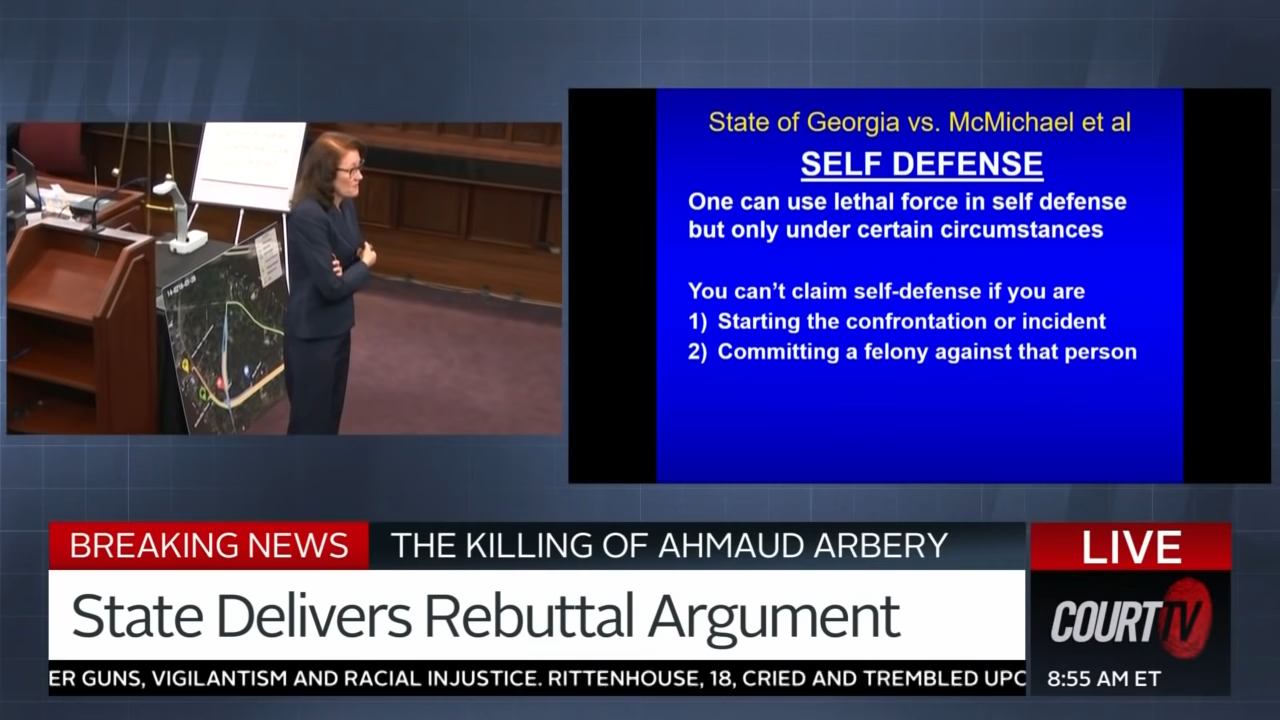 State of Georgia vs. McMichael et al
SELF DEFENSE
One can use lethal force in self defense
but only under certain circumstances
You can’t claim self-defense if you are
1) Starting the confrontation or incident
2) Committing a felony against that person
BREAKING NEWS
THE KILLING OF AHMAUD ARBERY
LIVE
State Delivers Rebuttal Argument
COURT TV
ER GUNS, VIGILANTISM AND RACIAL INJUSTICE. RITTENHOUSE, 18, CRIED AND TREMBLED UPC
8:55 AM ET